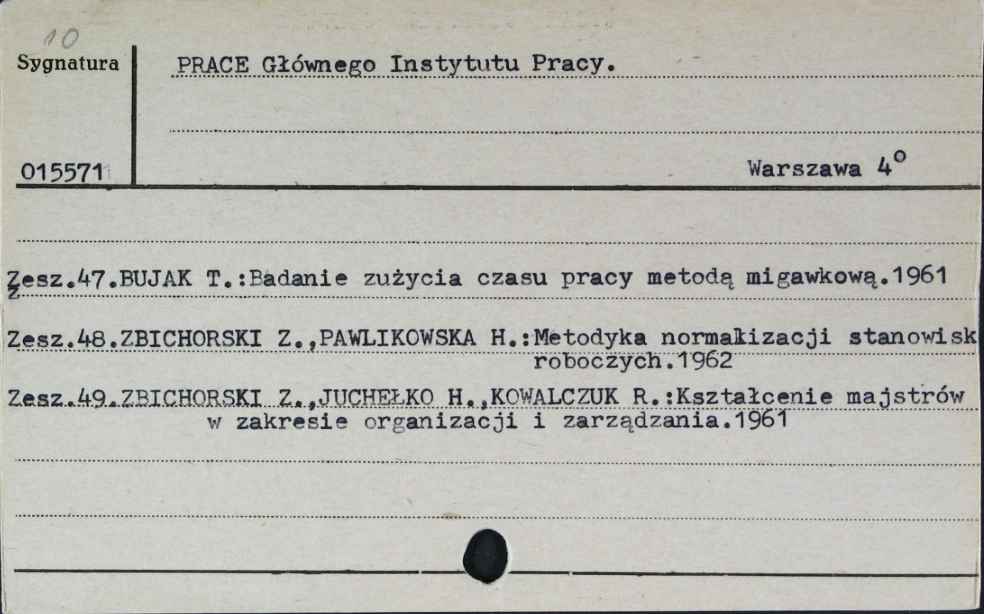 10
Sygnatura
PRACE Głównego Instytutu Pracy.
015571
Warszawa 4°
Zesz.47.BUJAK T.:Badanie zużycia czasu pracy metodą migawkową.1961
Zesz.48.ZBICHORSKI Z.,PAWLIKOWSKA H.:Metodyka normalizacji stanowisk
roboczych.1962
Zesz.49.ZBICHORSKI Z.,JUCHEŁKO H.,KOWALCZUK R.:Kształcenie majstrów
w zakresie organizacji i zarządzania.1961